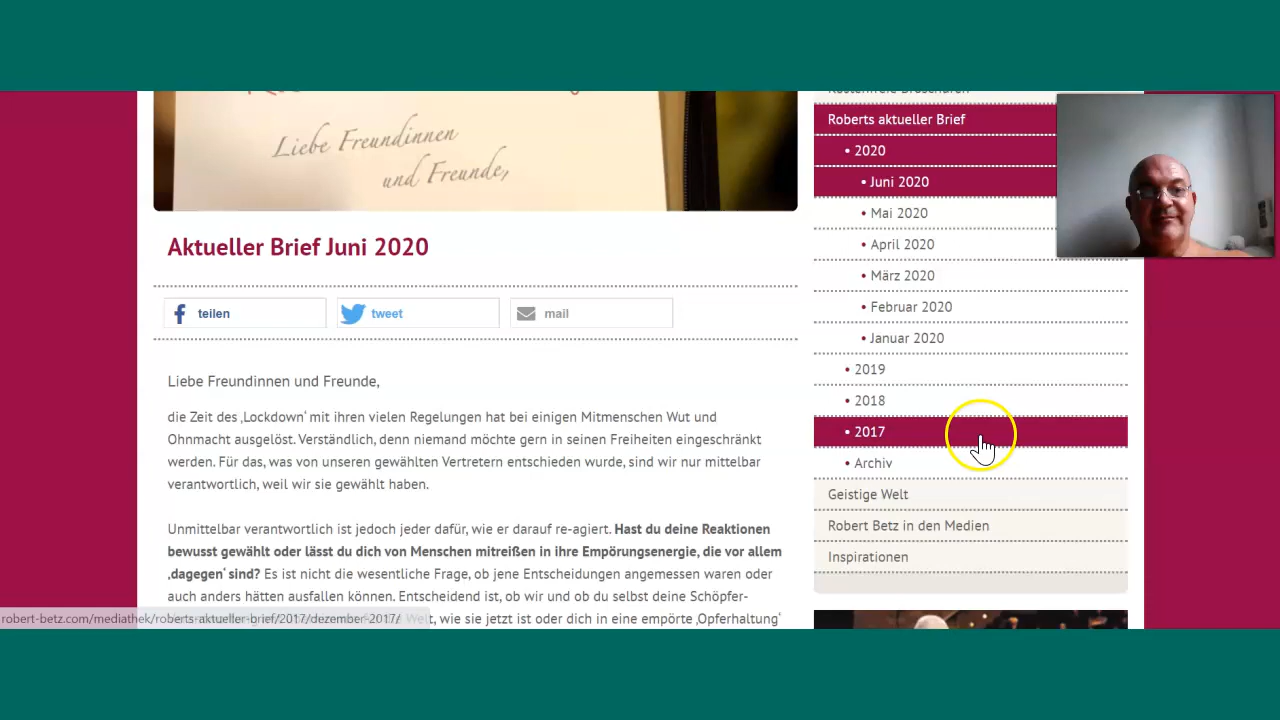 Liebe Freundinnen
und Freunde,
Aktueller Brief Juni 2020
teilen
tweet
mail
Liebe Freundinnen und Freunde,
die Zeit des ‚Lockdown‘ mit ihren vielen Regelungen hat bei einigen Mitmenschen Wut und
Ohnmacht ausgelöst. Verständlich, denn niemand möchte gern in seinen Freiheiten eingeschränkt
werden. Für das, was von unseren gewählten Vertretern entschieden wurde, sind wir nur mittelbar
verantwortlich, weil wir sie gewählt haben.
Unmittelbar verantwortlich ist jedoch jeder dafür, wie er darauf re-agiert. Hast du deine Reaktionen
bewusst gewählt oder lässt du dich von Menschen mitreißen in ihre Empörungsenergie, die vor allem
‚dagegen‘ sind? Es ist nicht die wesentliche Frage, ob jene Entscheidungen angemessen waren oder
auch anders hätten ausfallen können. Entscheidend ist, ob wir und ob du selbst deine Schöpfer-
wie sie jetzt ist oder dich in eine empörte ‚Opferhaltung‘
robert-betz.com/mediathek/roberts-aktueller-brief/2017/dezember-2017/
Kostenfreie Broschüren
Roberts aktueller Brief
• 2020
• Juni 2020
• Mai 2020
• April 2020
• März 2020
• Februar 2020
• Januar 2020
• 2019
• 2018
• 2017
• Archiv
Geistige Welt
Robert Betz in den Medien
Inspirationen